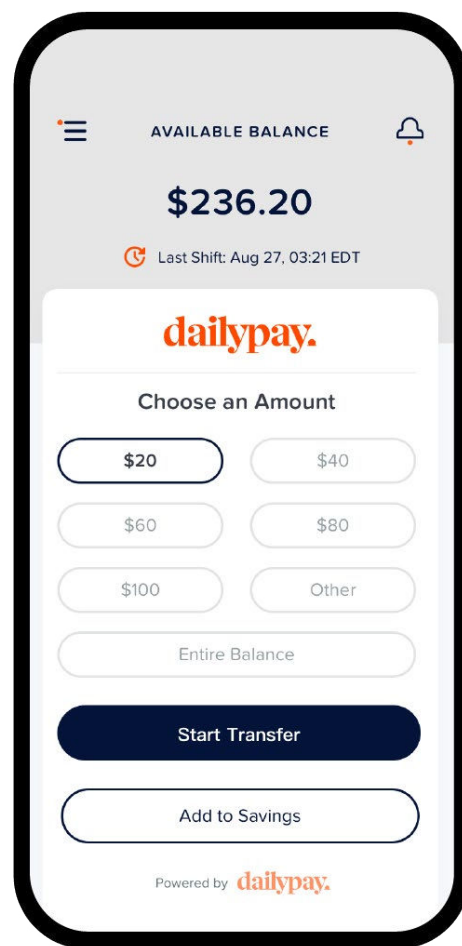 AVAILABLE BALANCE
$236.20
Last Shift: Aug 27, 03:21 EDT
dailypay.
Choose an Amount
$20
$40
$60
$80
$100
Other
Entire Balance
Start Transfer
Add to Savings
Powered by dailypay.